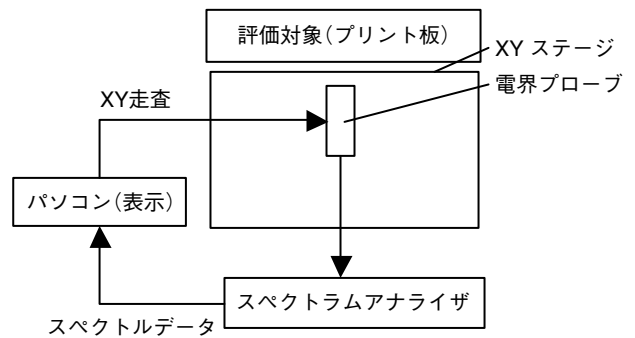 評価対象(プリント板)
XY ステージ
電界プローブ
XY走査
パソコン(表示)
スペクトラムアナライザ
スペクトルデータ